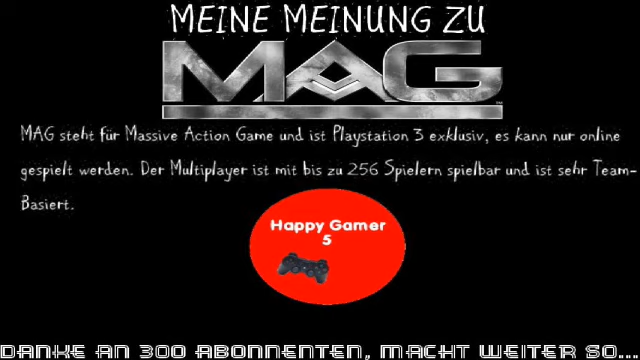 MEINE MEINUNG ZU
MAG
MAG steht für Massive Action Game und ist Playstation 3 exklusiv, es kann nur online
gespielt werden. Der Multiplayer ist mit bis zu 256 Spielern spielbar und ist sehr Team-
Basiert.
Happy Gamer
5
DANKE AN 300 ABONNENTEN, MACHT WEITER SO...